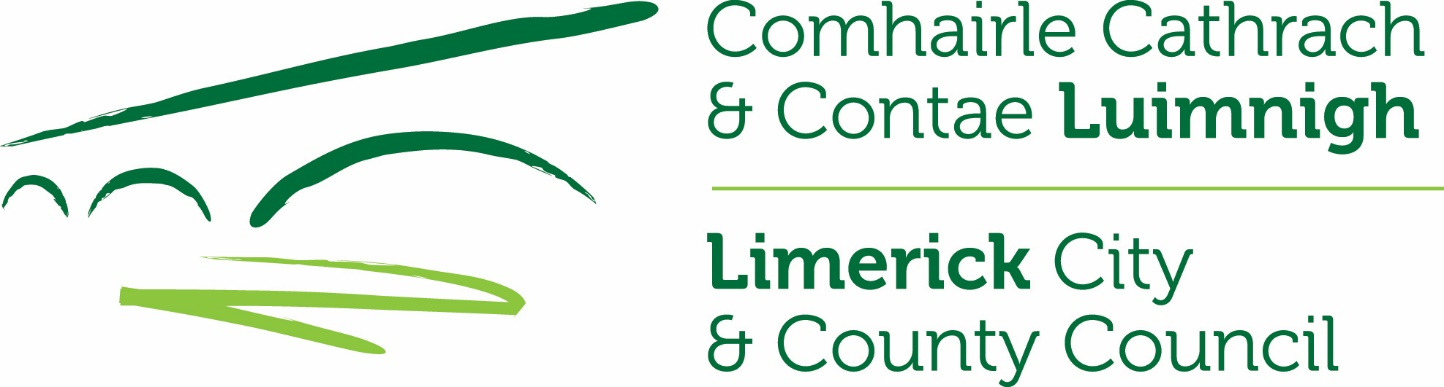 Comhairle Cathrach
& Contae Luimnigh
Limerick City
& County Council